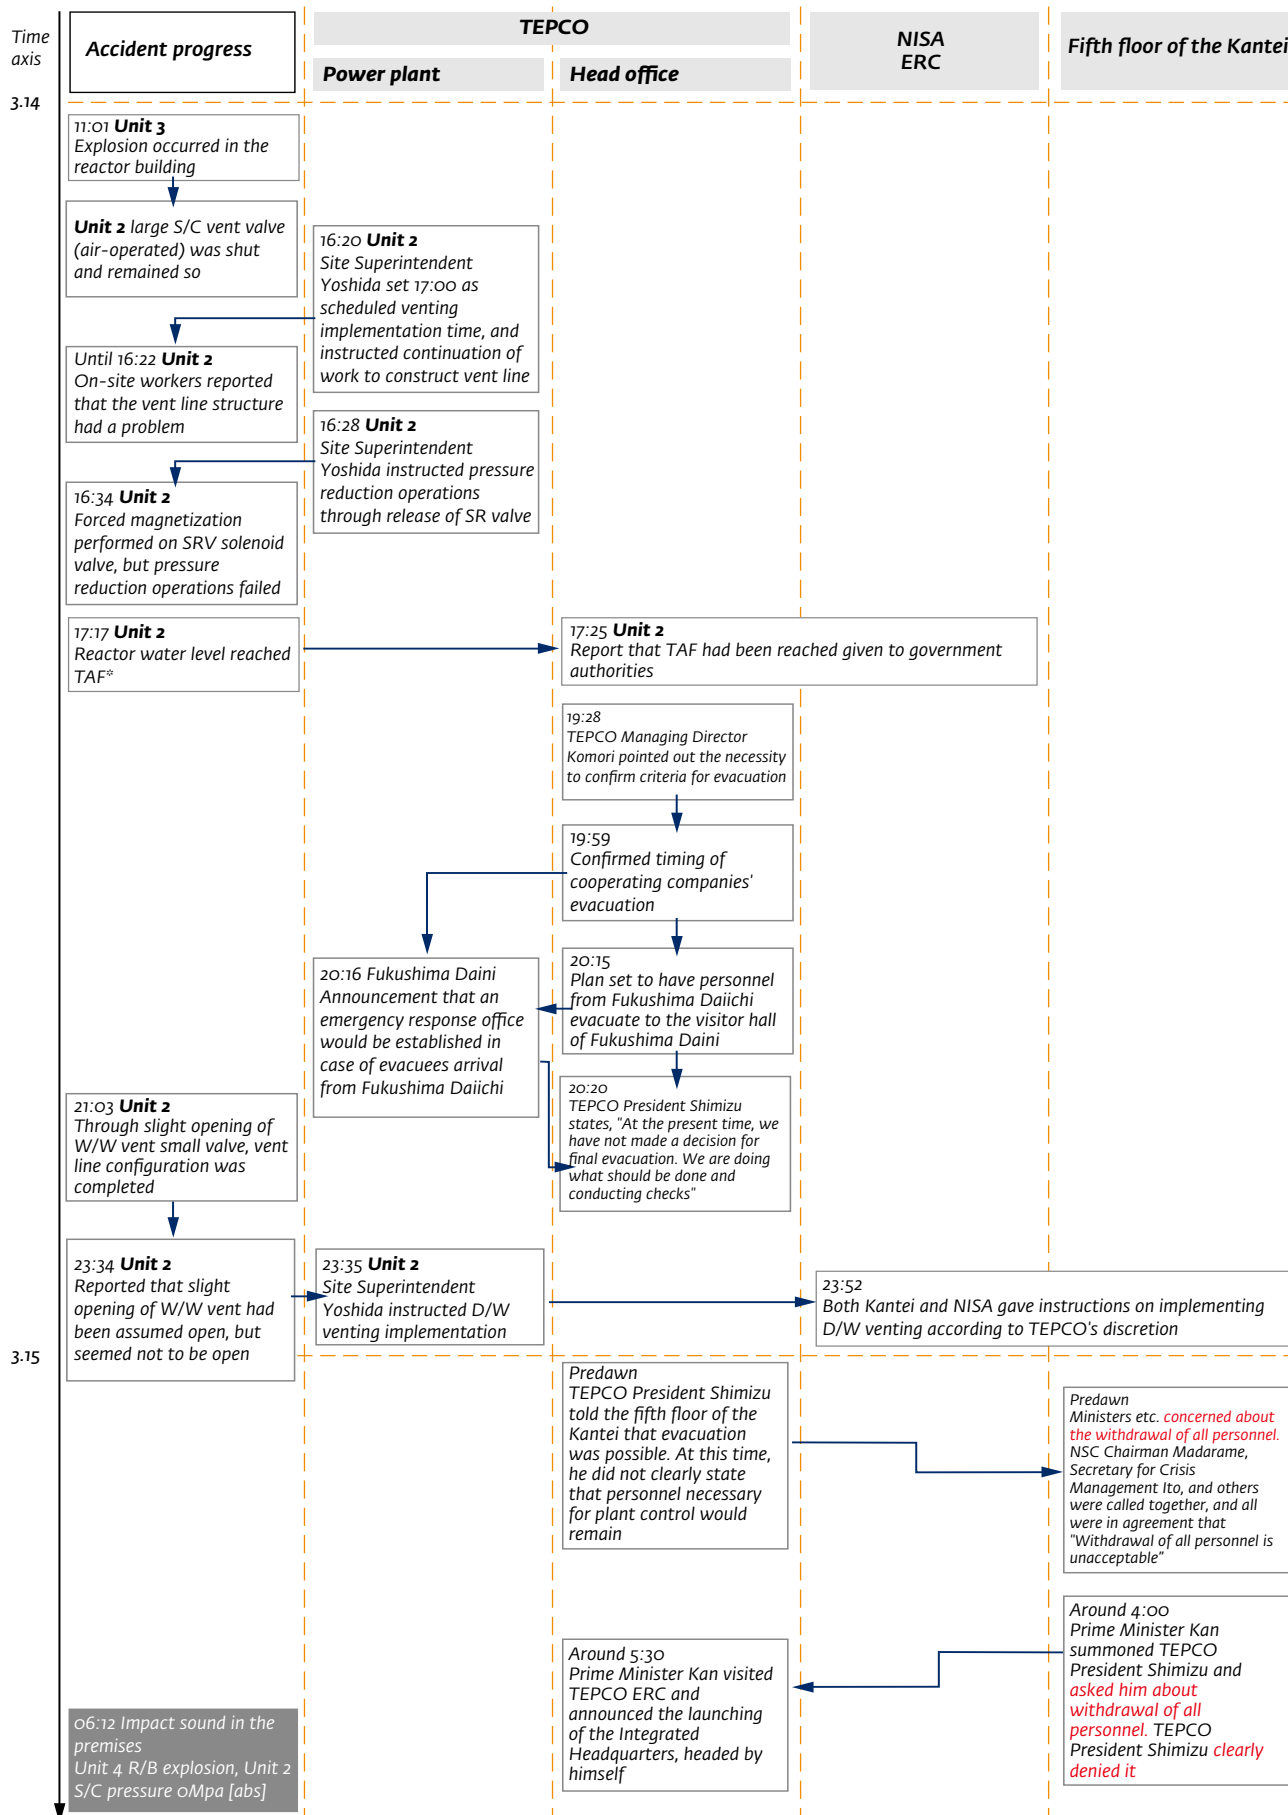 Time
axis
Accident progress
TEPCO
Power plant
Head office
NISA
ERC
Fifth floor of the Kantei
3.14
11:01 Unit 3
Explosion occurred in the
reactor building
Unit 2 large S/C vent valve
(air-operated) was shut
and remained so
16:20 Unit 2
Site Superintendent
Yoshida set 17:00 as
scheduled venting
implementation time, and
instructed continuation of
work to construct vent line
Until 16:22 Unit 2
On-site workers reported
that the vent line structure
had a problem
16:28 Unit 2
Site Superintendent
Yoshida instructed pressure
reduction operations
through release of SR valve
16:34 Unit 2
Forced magnetization
performed on SRV solenoid
valve, but pressure
reduction operations failed
17:17 Unit 2
Reactor water level reached
TAF*
17:25 Unit 2
Report that TAF had been reached given to government
authorities
19:28
TEPCO Managing Director
Komori pointed out the necessity
to confirm criteria for evacuation
19:59
Confirmed timing of
cooperating companies'
evacuation
20:16 Fukushima Daini
Announcement that an
emergency response office
would be established in
case of evacuees arrival
from Fukushima Daiichi
20:15
Plan set to have personnel
from Fukushima Daiichi
evacuate to the visitor hall
of Fukushima Daini
20:20
TEPCO President Shimizu
states, "At the present time, we
have not made a decision for
final evacuation. We are doing
what should be done and
conducting checks"
21:03 Unit 2
Through slight opening of
W/W vent small valve, vent
line configuration was
completed
23:34 Unit 2
Reported that slight
opening of W/W vent had
been assumed open, but
seemed not to be open
23:35 Unit 2
Site Superintendent
Yoshida instructed D/W
venting implementation
23:52
Both Kantei and NISA gave instructions on implementing
D/W venting according to TEPCO's discretion
3.15
Predawn
TEPCO President Shimizu
told the fifth floor of the
Kantei that evacuation
was possible. At this time,
he did not clearly state
that personnel necessary
for plant control would
remain
Predawn
Ministers etc. concerned about
the withdrawal of all personnel.
NSC Chairman Madarame,
Secretary for Crisis
Management Ito, and others
were called together, and all
were in agreement that
"Withdrawal of all personnel is
unacceptable"
Around 4:00
Prime Minister Kan
summoned TEPCO
President Shimizu and
asked him about
withdrawal of all
personnel. TEPCO
President Shimizu clearly
denied it
Around 5:30
Prime Minister Kan visited
TEPCO ERC and
announced the launching
of the Integrated
Headquarters, headed by
himself
06:12 Impact sound in the
premises
Unit 4 R/B explosion, Unit 2
S/C pressure 0Mpa [abs]